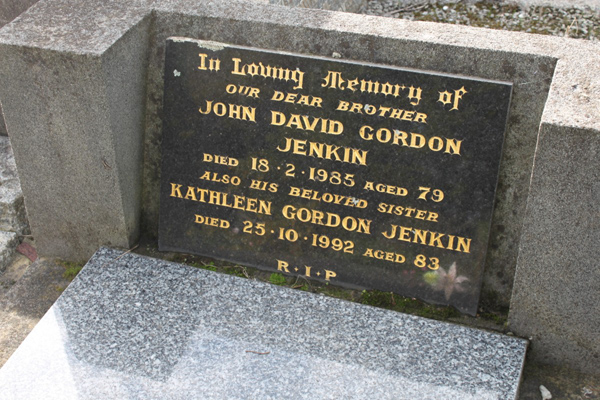 In Loving Memory of
OUR DEAR BROTHER
JOHN DAVID GORDON
JENKIN
DIED 18·2·1985 AGED 79
ALSO HIS BELOVED SISTER
KATHLEEN GORDON JENKIN
DIED 25·10·1992 AGED 83
R·I·P